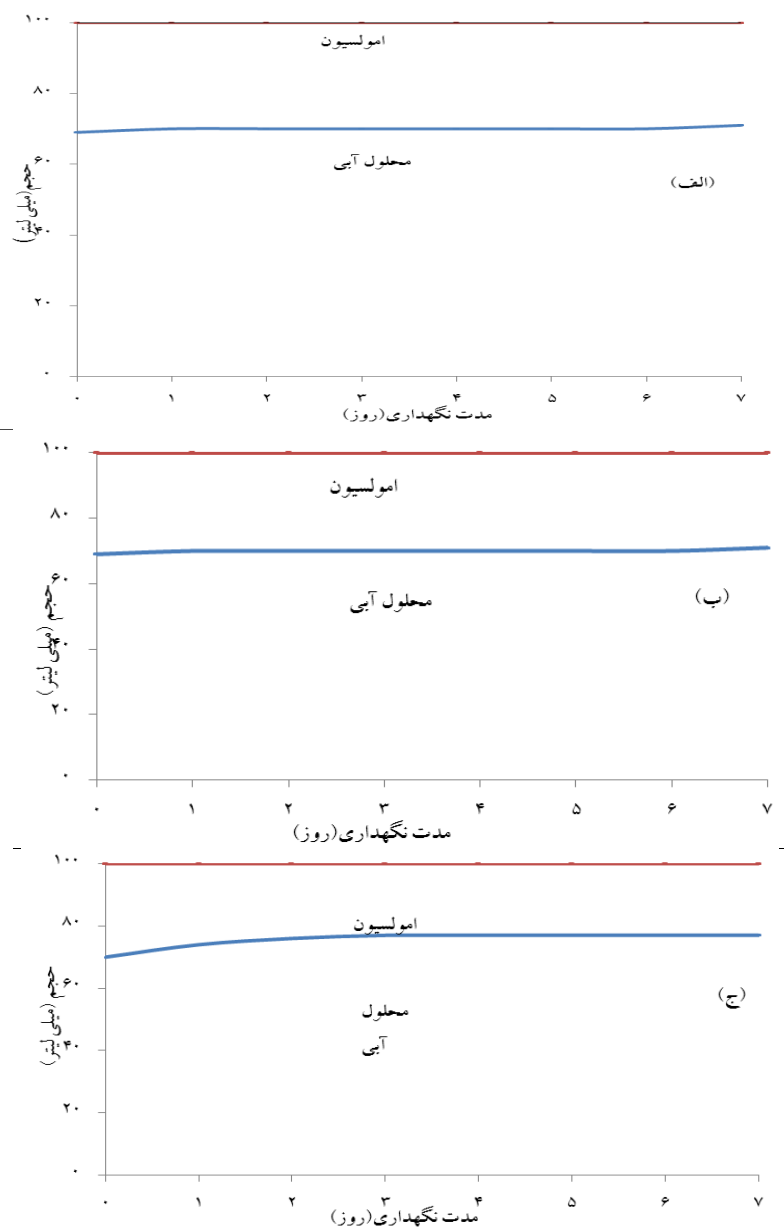 ۱۰۰
امولسیون
۸۰
محلول آبی
۶۰
(الف)
حجم(میلی لیتر)
۴۰
۲۰
۰
۰ ۱ ۲ ۳ ۴ ۵ ۶ ۷
مدت نگهداری(روز)
۱۰۰
امولسیون
۸۰
۶۰
محلول آبی
(ب)
حجم (میلی لیتر)
۴۰
۲۰
۰
۰ ۱ ۲ ۳ ۴ ۵ ۶ ۷
مدت نگهداری(روز)
۱۰۰
امولسیون
۸۰
۶۰
(ج)
محلول
آبی
حجم (میلی لیتر)
۴۰
۲۰
۰
۰ ۱ ۲ ۳ ۴ ۵ ۶ ۷
مدت نگهداری(روز)